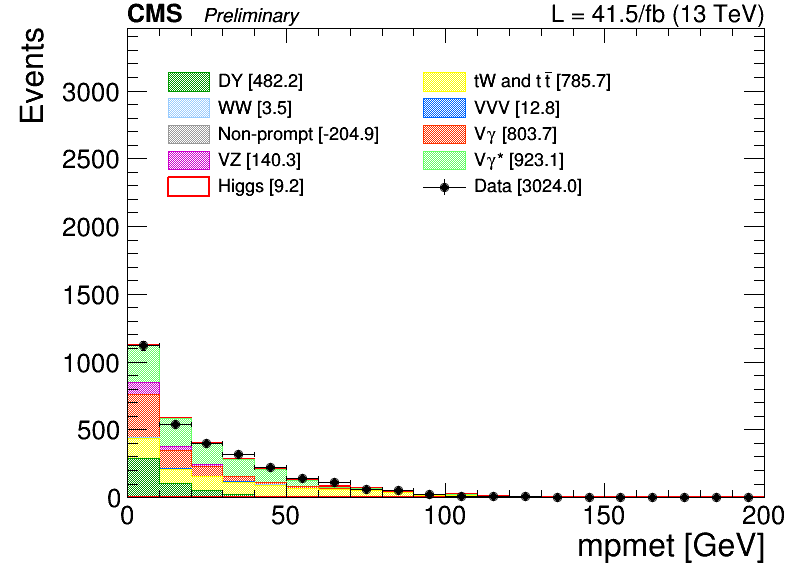 CMS Preliminary L = 41.5/fb (13 TeV)
Events
3000
2500
2000
1500
1000
500
0
DY [482.2]
WW [3.5]
Non-prompt [-204.9]
VZ [140.3]
Higgs [9.2]
tW and tt̅ [785.7]
VVV [12.8]
Vγ [803.7]
Vγ* [923.1]
Data [3024.0]
0 50 100 150 200
mpmet [GeV]